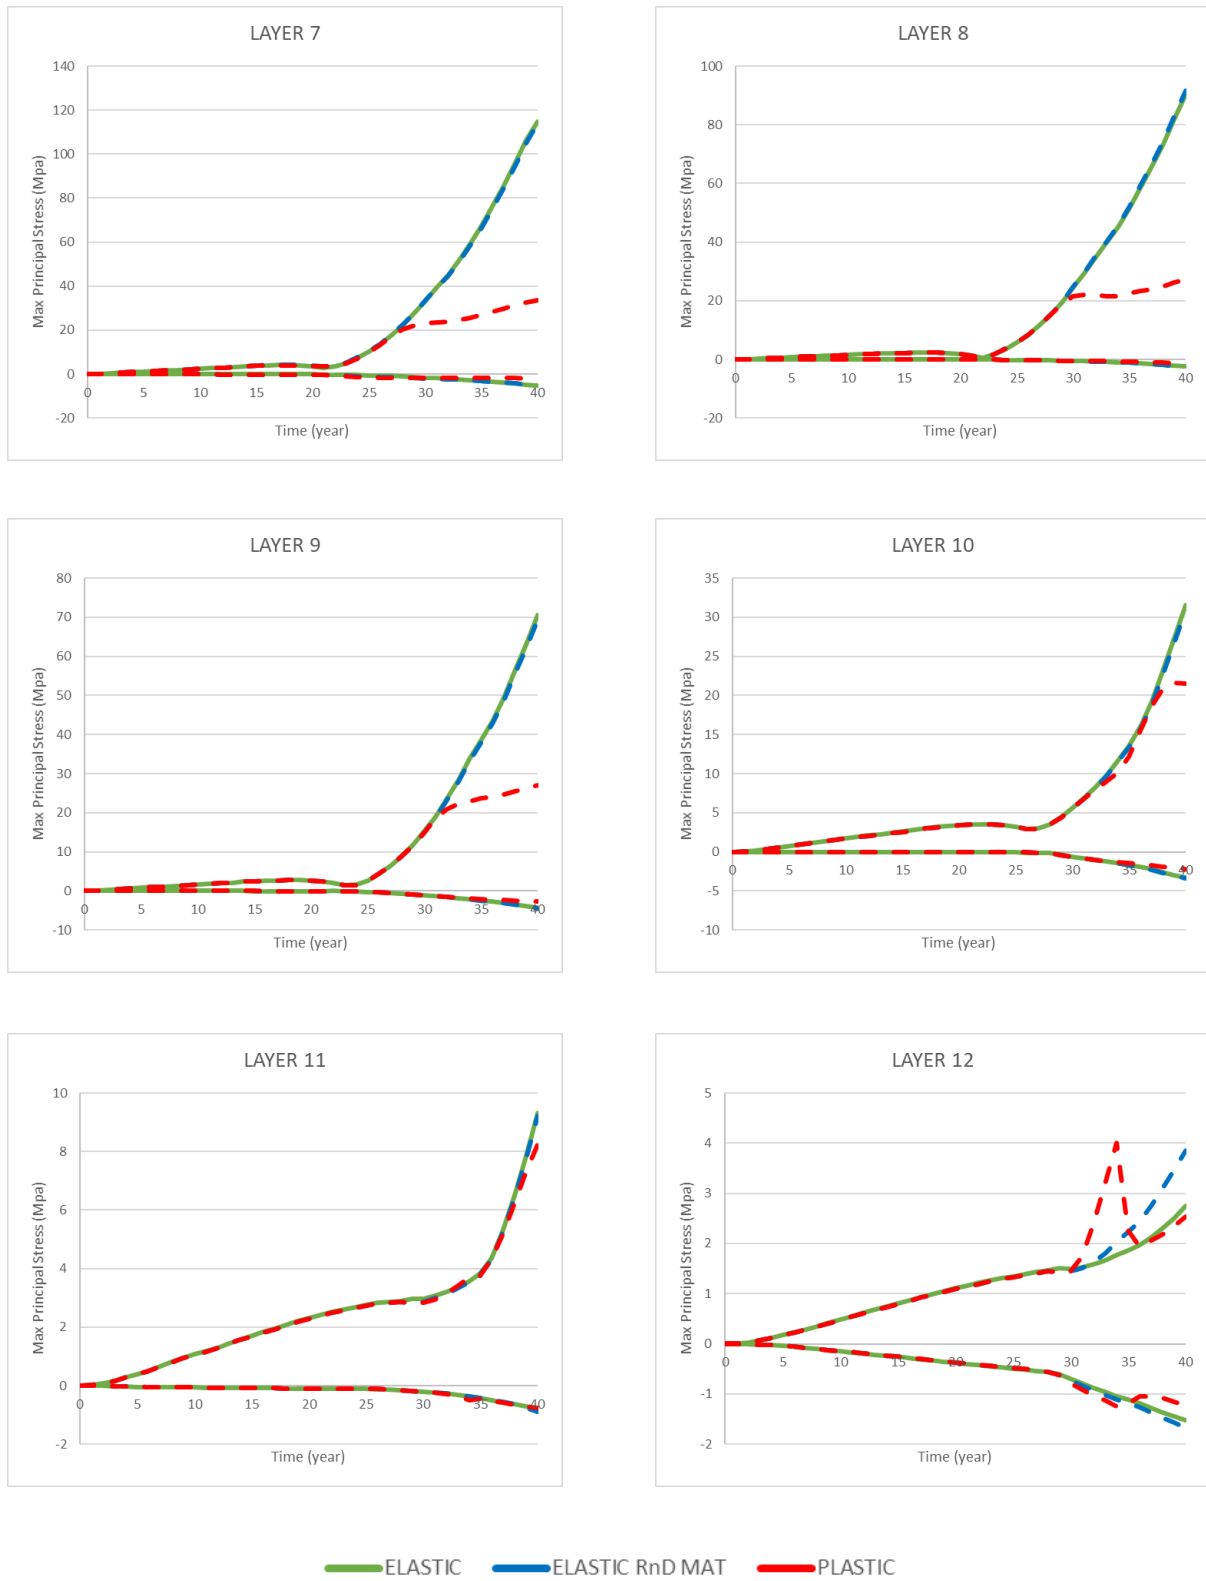 LAYER 7
Max Principal Stress (Mpa)
140
120
100
80
60
40
20
0
-20
0 5 10 15 20 25 30 35 40
Time (year)
LAYER 8
Max Principal Stress (Mpa)
100
80
60
40
20
0
-20
0 5 10 15 20 25 30 35 40
Time (year)
LAYER 9
Max Principal Stress (Mpa)
80
70
60
50
40
30
20
10
0
-10
0 5 10 15 20 25 30 35 40
Time (year)
LAYER 10
Max Principal Stress (Mpa)
35
30
25
20
15
10
5
0
-5
-10
0 5 10 15 20 25 30 35 40
Time (year)
LAYER 11
Max Principal Stress (Mpa)
10
8
6
4
2
0
-2
0 5 10 15 20 25 30 35 40
Time (year)
LAYER 12
Max Principal Stress (Mpa)
5
4
3
2
1
0
-1
-2
0 5 10 15 20 25 30 35 40
Time (year)
ELASTIC ELASTIC RnD MAT PLASTIC